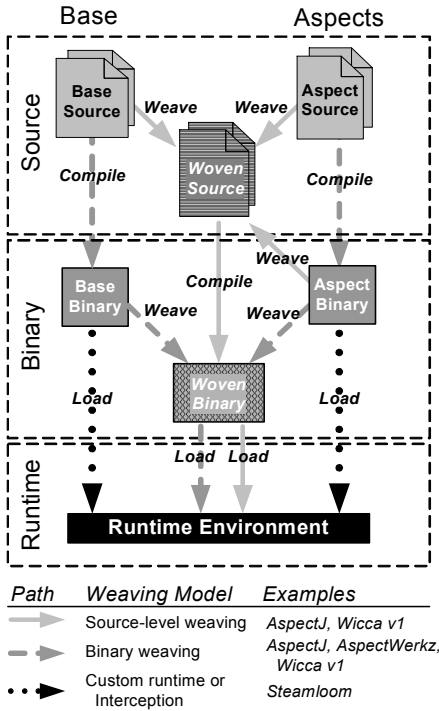 Base
Aspects
Source
Base
Source
Weave
Weave
Aspect
Source
Woven
Source
Compile
Compile
Weave
Binary
Base
Binary
Compile
Aspect
Binary
Weave
Weave
Woven
Binary
Load
Load
Load
Load
Runtime
Runtime Environment
Path Weaving Model Examples
Source-level weaving AspectJ, Wicca v1
Binary weaving AspectJ, AspectWerkz,
Wicca v1
Custom runtime or
Interception Steamloom